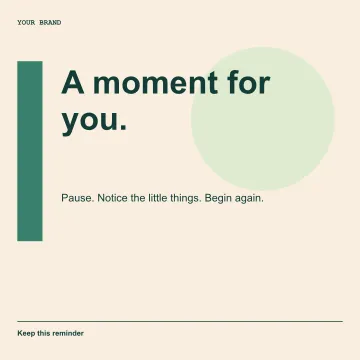 YOUR BRAND
A moment for
you.
Pause. Notice the little things. Begin again.
Keep this reminder